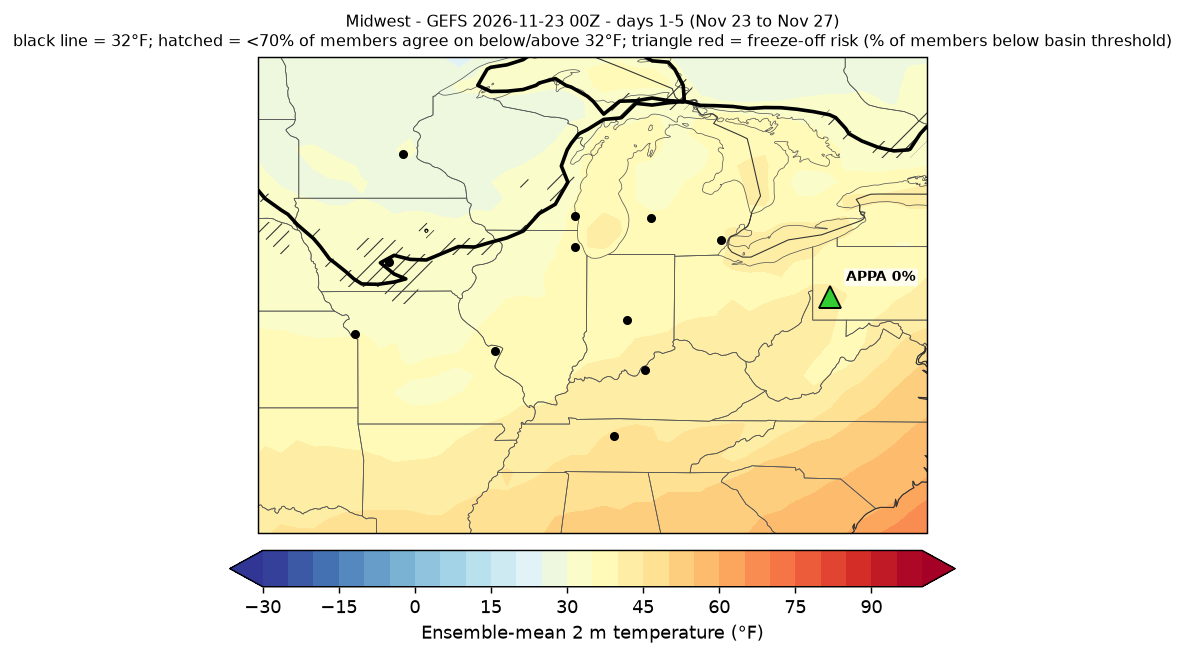 Midwest - GEFS 2026-11-23 00Z - days 1-5 (Nov 23 to Nov 27)
black line = 32°F; hatched = <70% of members agree on below/above 32°F; triangle red = freeze-off risk (% of members below basin threshold)
APPA 0%
−30 −15 0 15 30 45 60 75 90
Ensemble-mean 2 m temperature (°F)